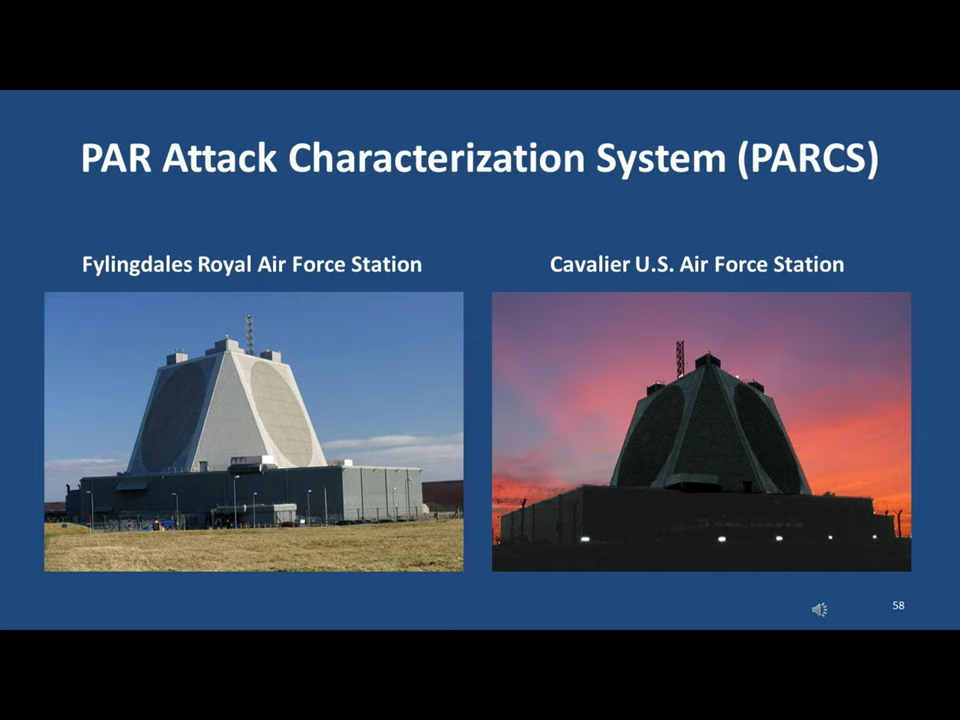 PAR Attack Characterization System (PARCS)
Fylingdales Royal Air Force Station
Cavalier U.S. Air Force Station
58